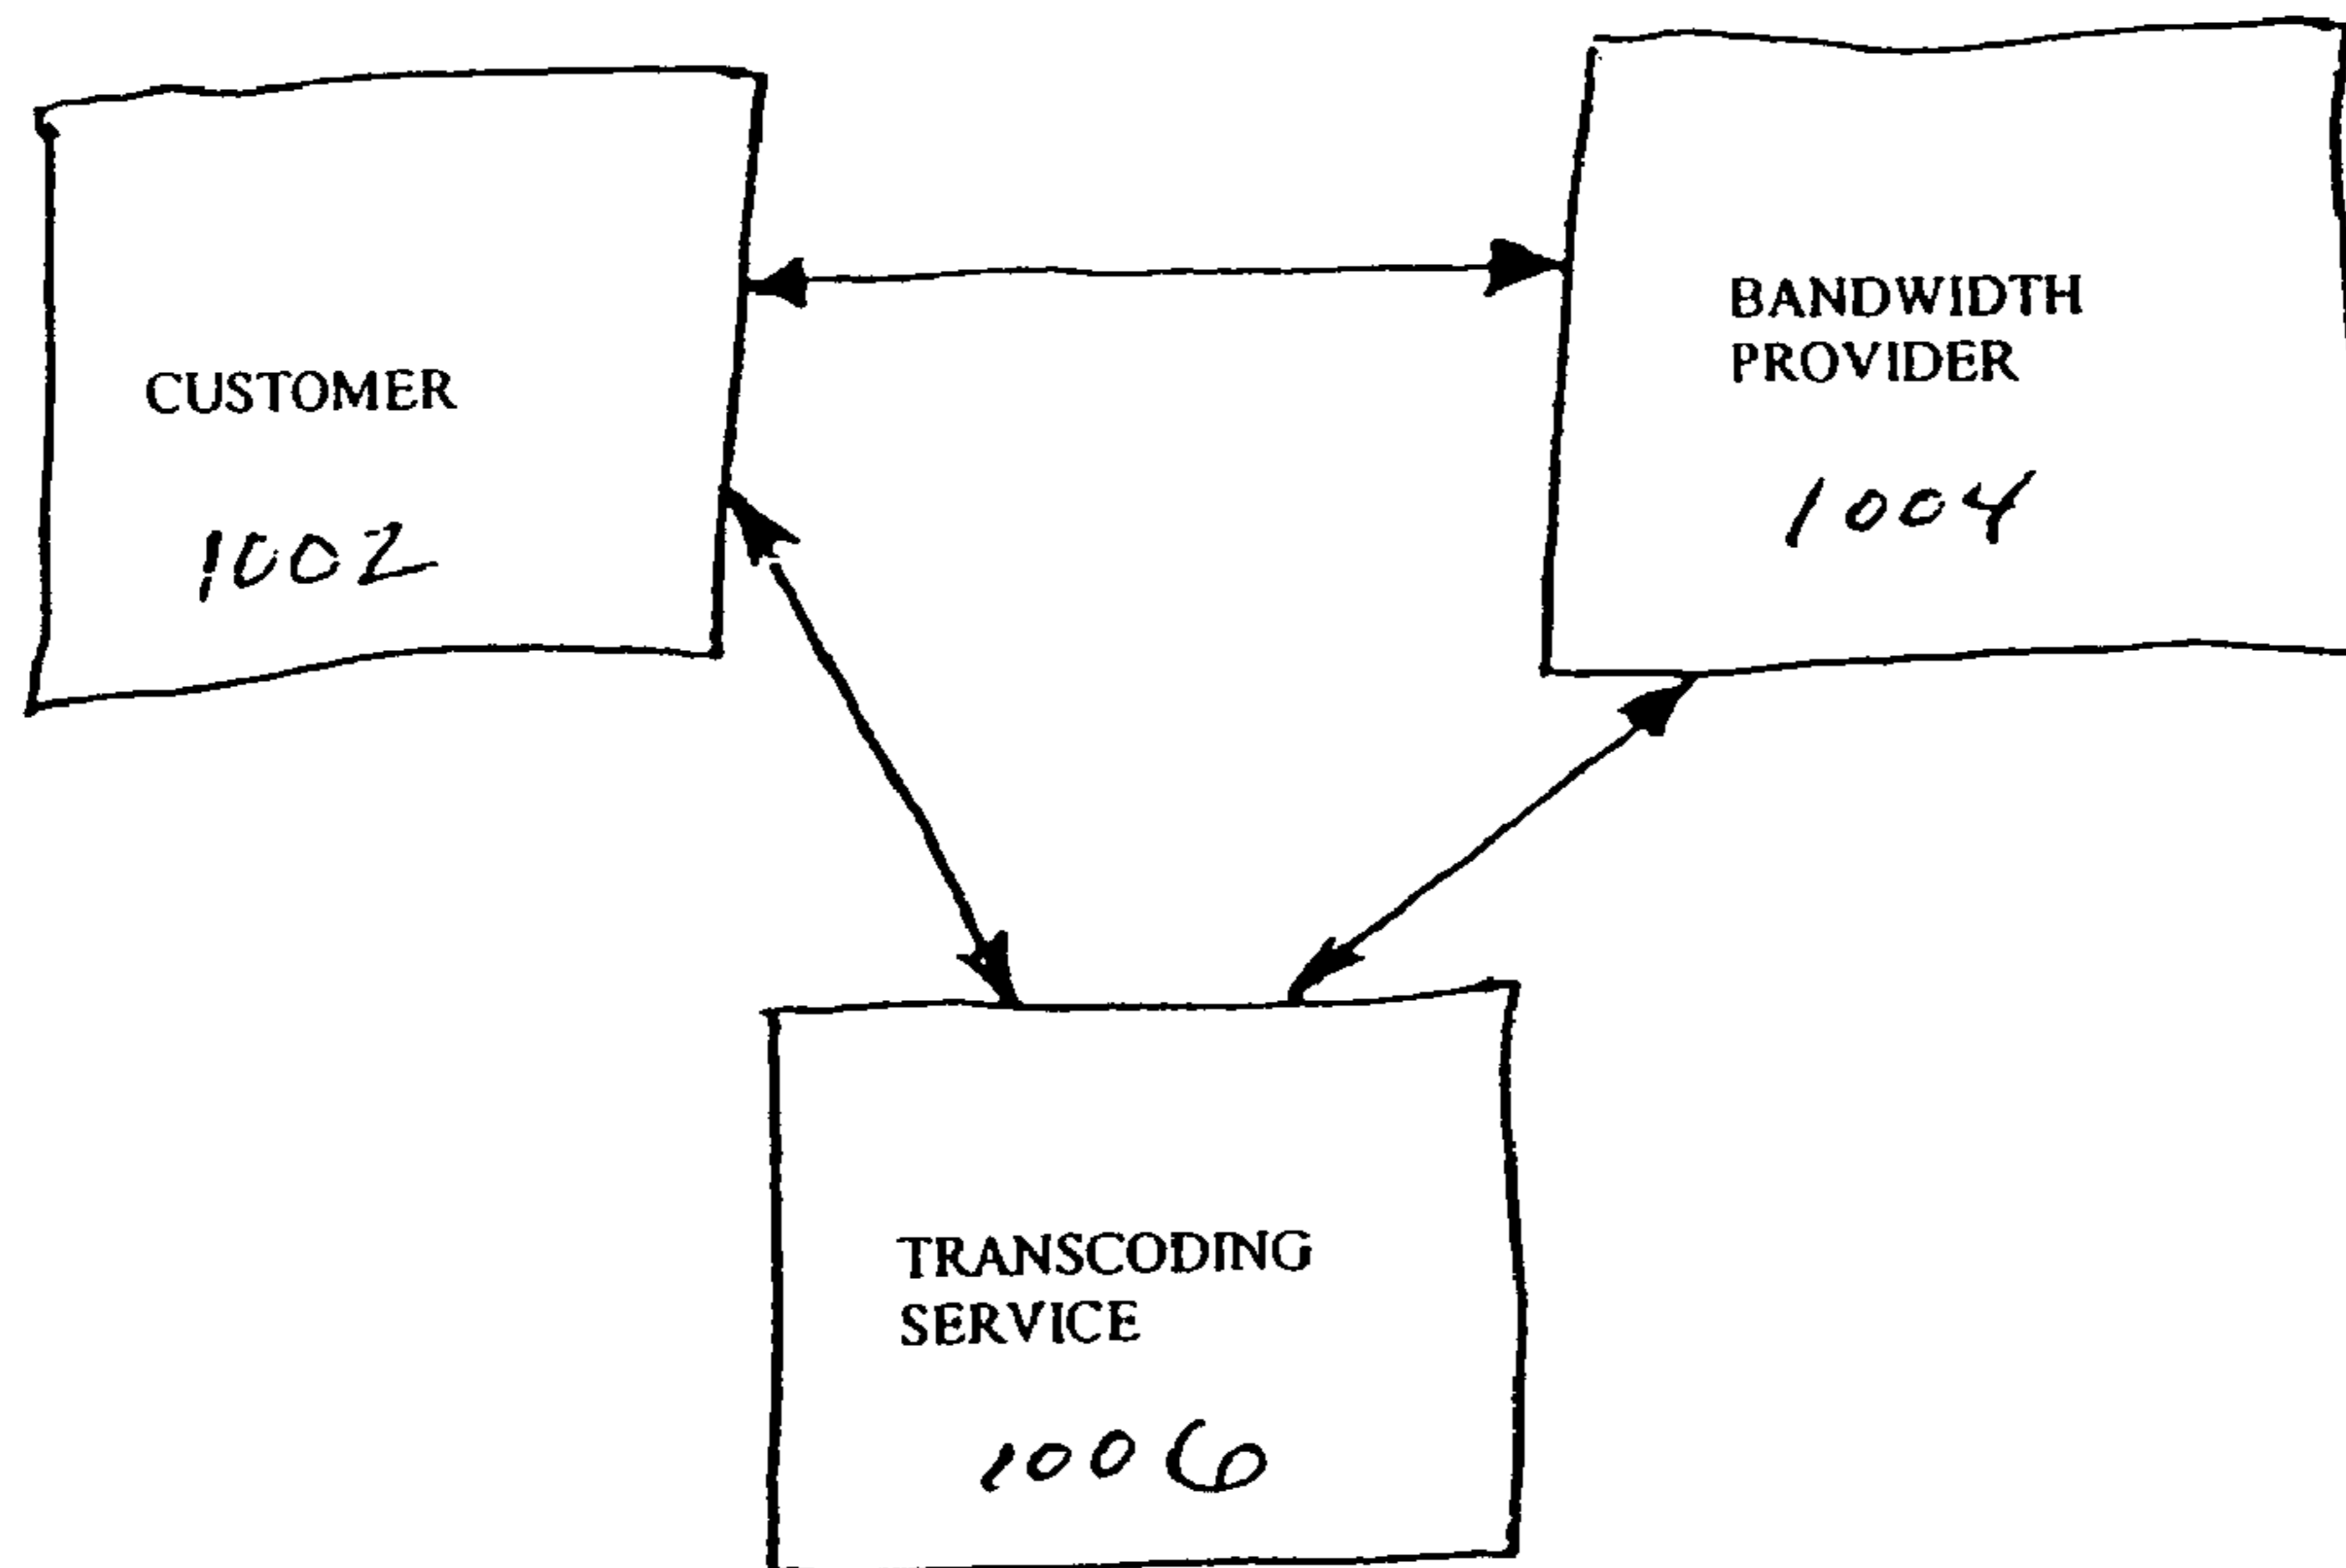 CUSTOMER
1002
BANDWIDTH
PROVIDER
1004
TRANSCODING
SERVICE
1006